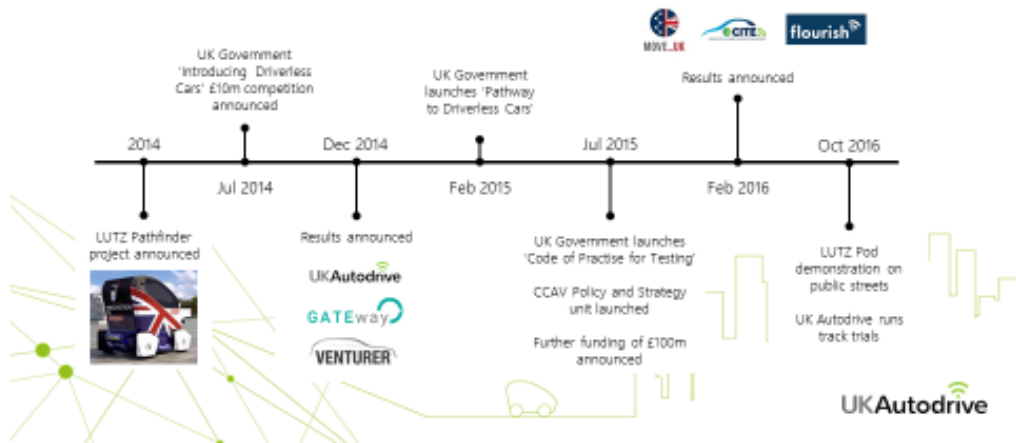 MOVE_UK
CITE
flourish
UK Government
'Introducing Driverless
Cars' £10m competition
announced
UK Government
launches 'Pathway
to Driverless Cars'
Results announced
2014
Dec 2014
Jul 2015
Oct 2016
Jul 2014
Feb 2015
Feb 2016
LUTZ Pathfinder
project announced
Results announced
UKAutodrive
GATEway
VENTURER
UK Government launches
'Code of Practise for Testing'
CCAV Policy and Strategy
unit launched
Further funding of £100m
announced
LUTZ Pod
demonstration on
public streets
UK Autodrive runs
track trials
UKAutodrive